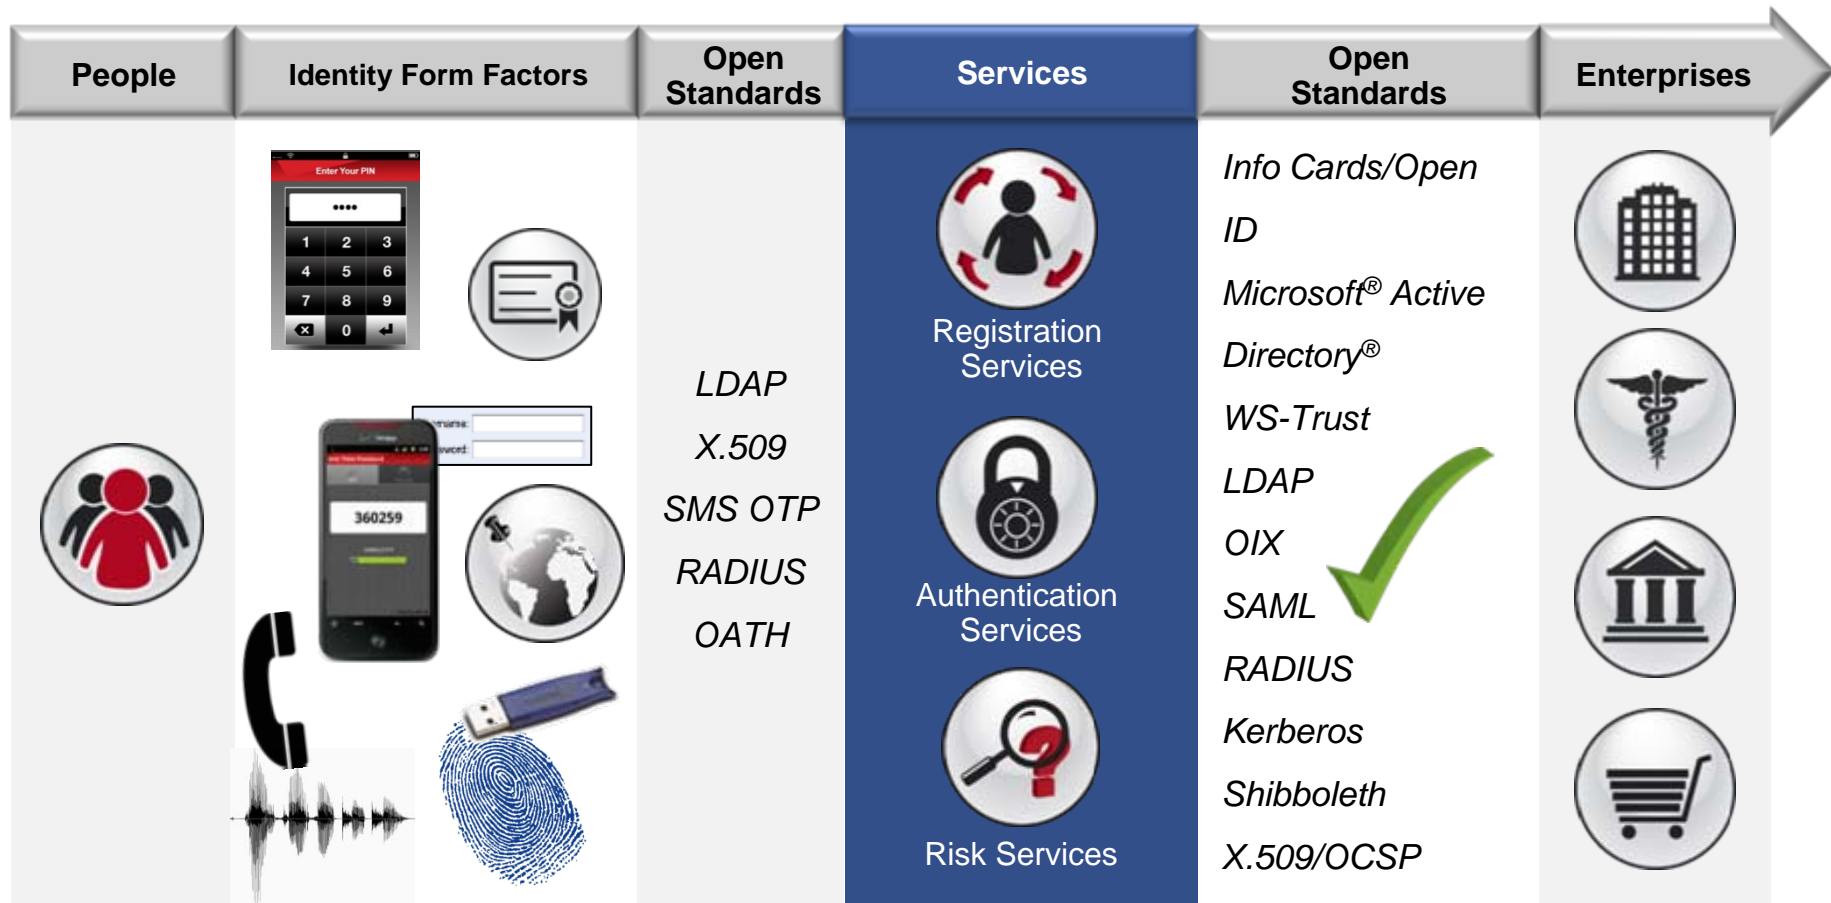 People
Identity Form Factors
Open
Standards
Services
Open
Standards
Enterprises
Enter Your PIN
1 2 3
4 5 6
7 8 9
0
name:
word:
360259
LDAP
X.509
SMS OTP
RADIUS
OATH
Registration
Services
Authentication
Services
Risk Services
Info Cards/Open
ID
Microsoft® Active
Directory®
WS-Trust
LDAP
OIX
SAML
RADIUS
Kerberos
Shibboleth
X.509/OCSP